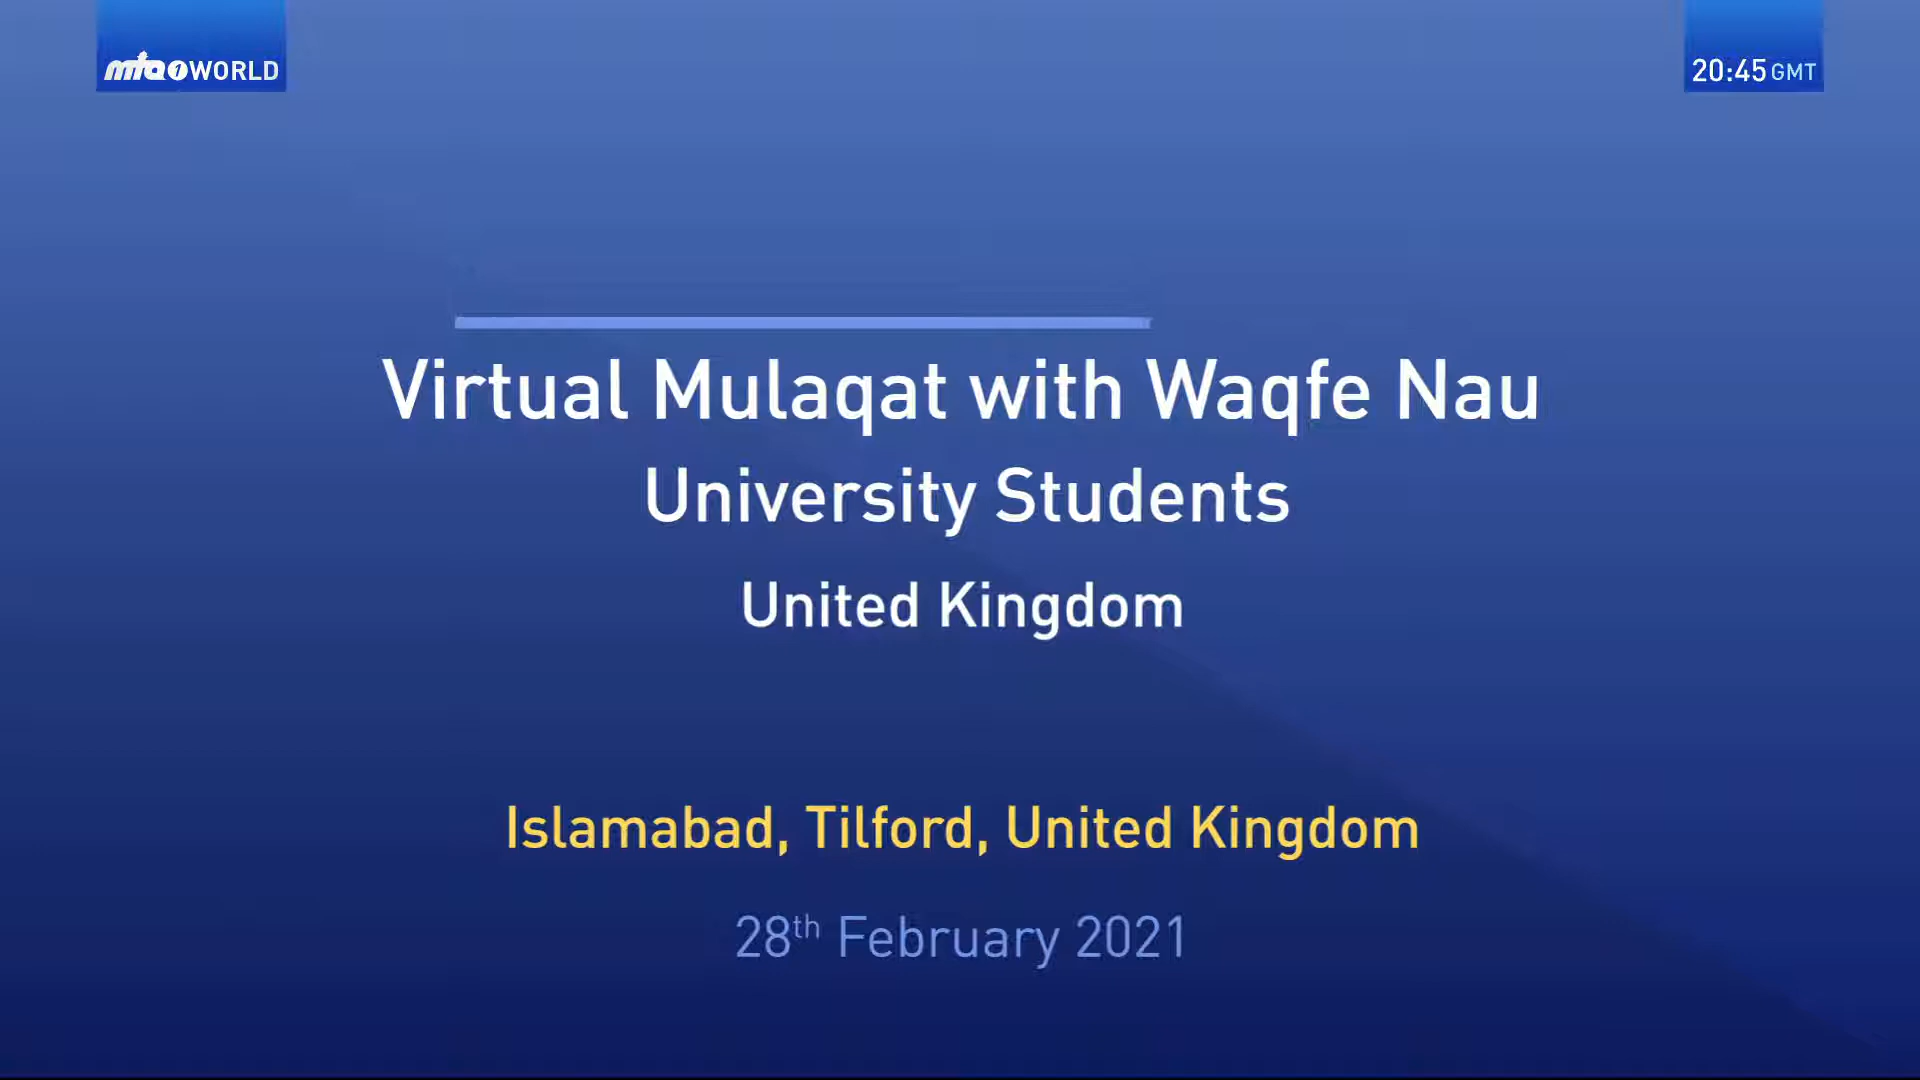 mta1 WORLD
20:45 GMT
Virtual Mulaqat with Waqfe Nau
University Students
United Kingdom
Islamabad, Tilford, United Kingdom
28th February 2021